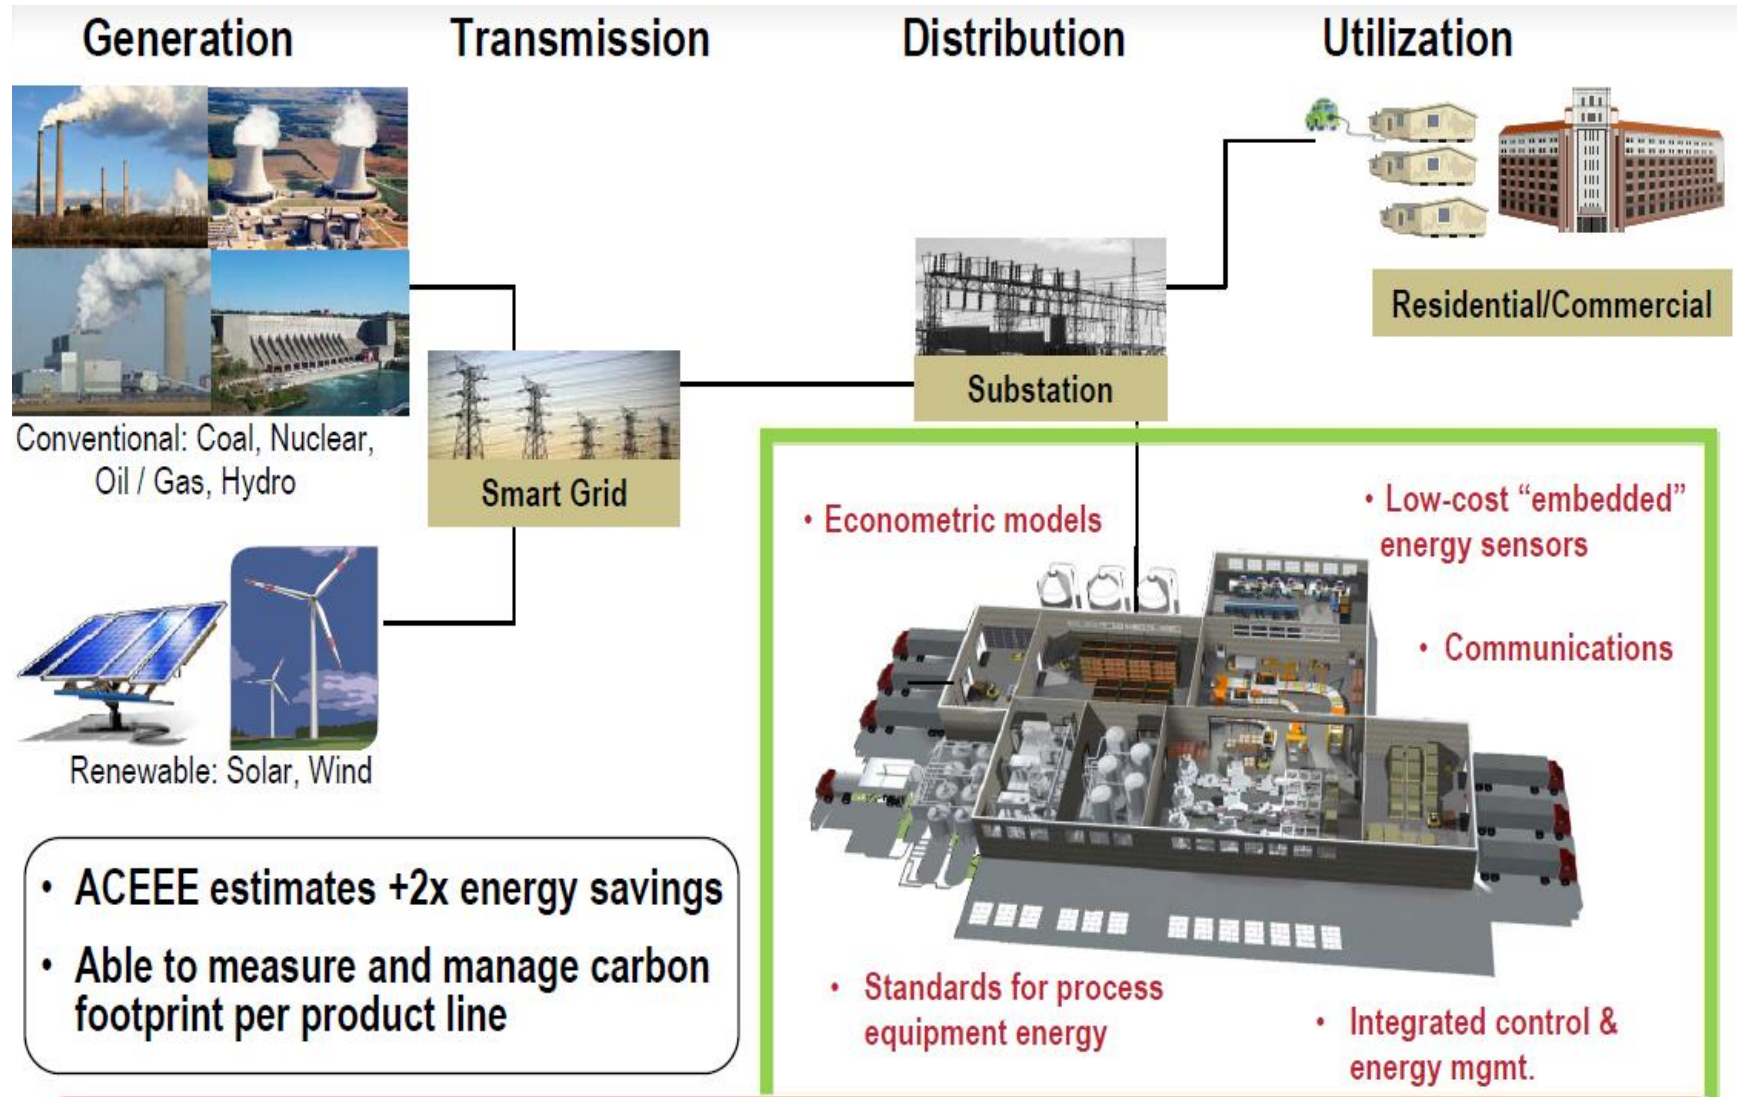 Generation
Transmission
Distribution
Utilization
Residential/Commercial
Substation
Conventional: Coal, Nuclear,
Oil / Gas, Hydro
Smart Grid
Renewable: Solar, Wind
• Econometric models
• Low-cost “embedded”
energy sensors
• Communications
• ACEEE estimates +2x energy savings
• Able to measure and manage carbon
footprint per product line
• Standards for process
equipment energy
• Integrated control &
energy mgmt.